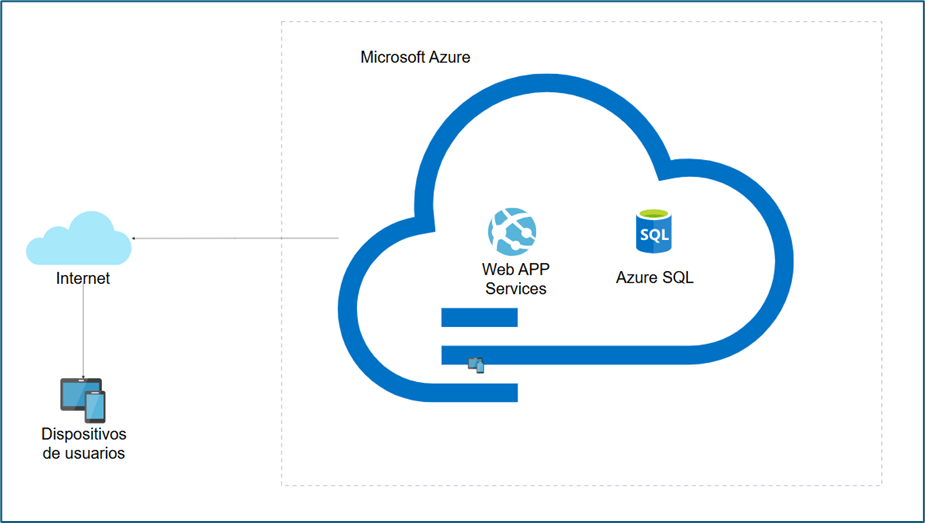 Microsoft Azure
Internet
Web APP
Services
SQL
Azure SQL
Dispositivos
de usuarios